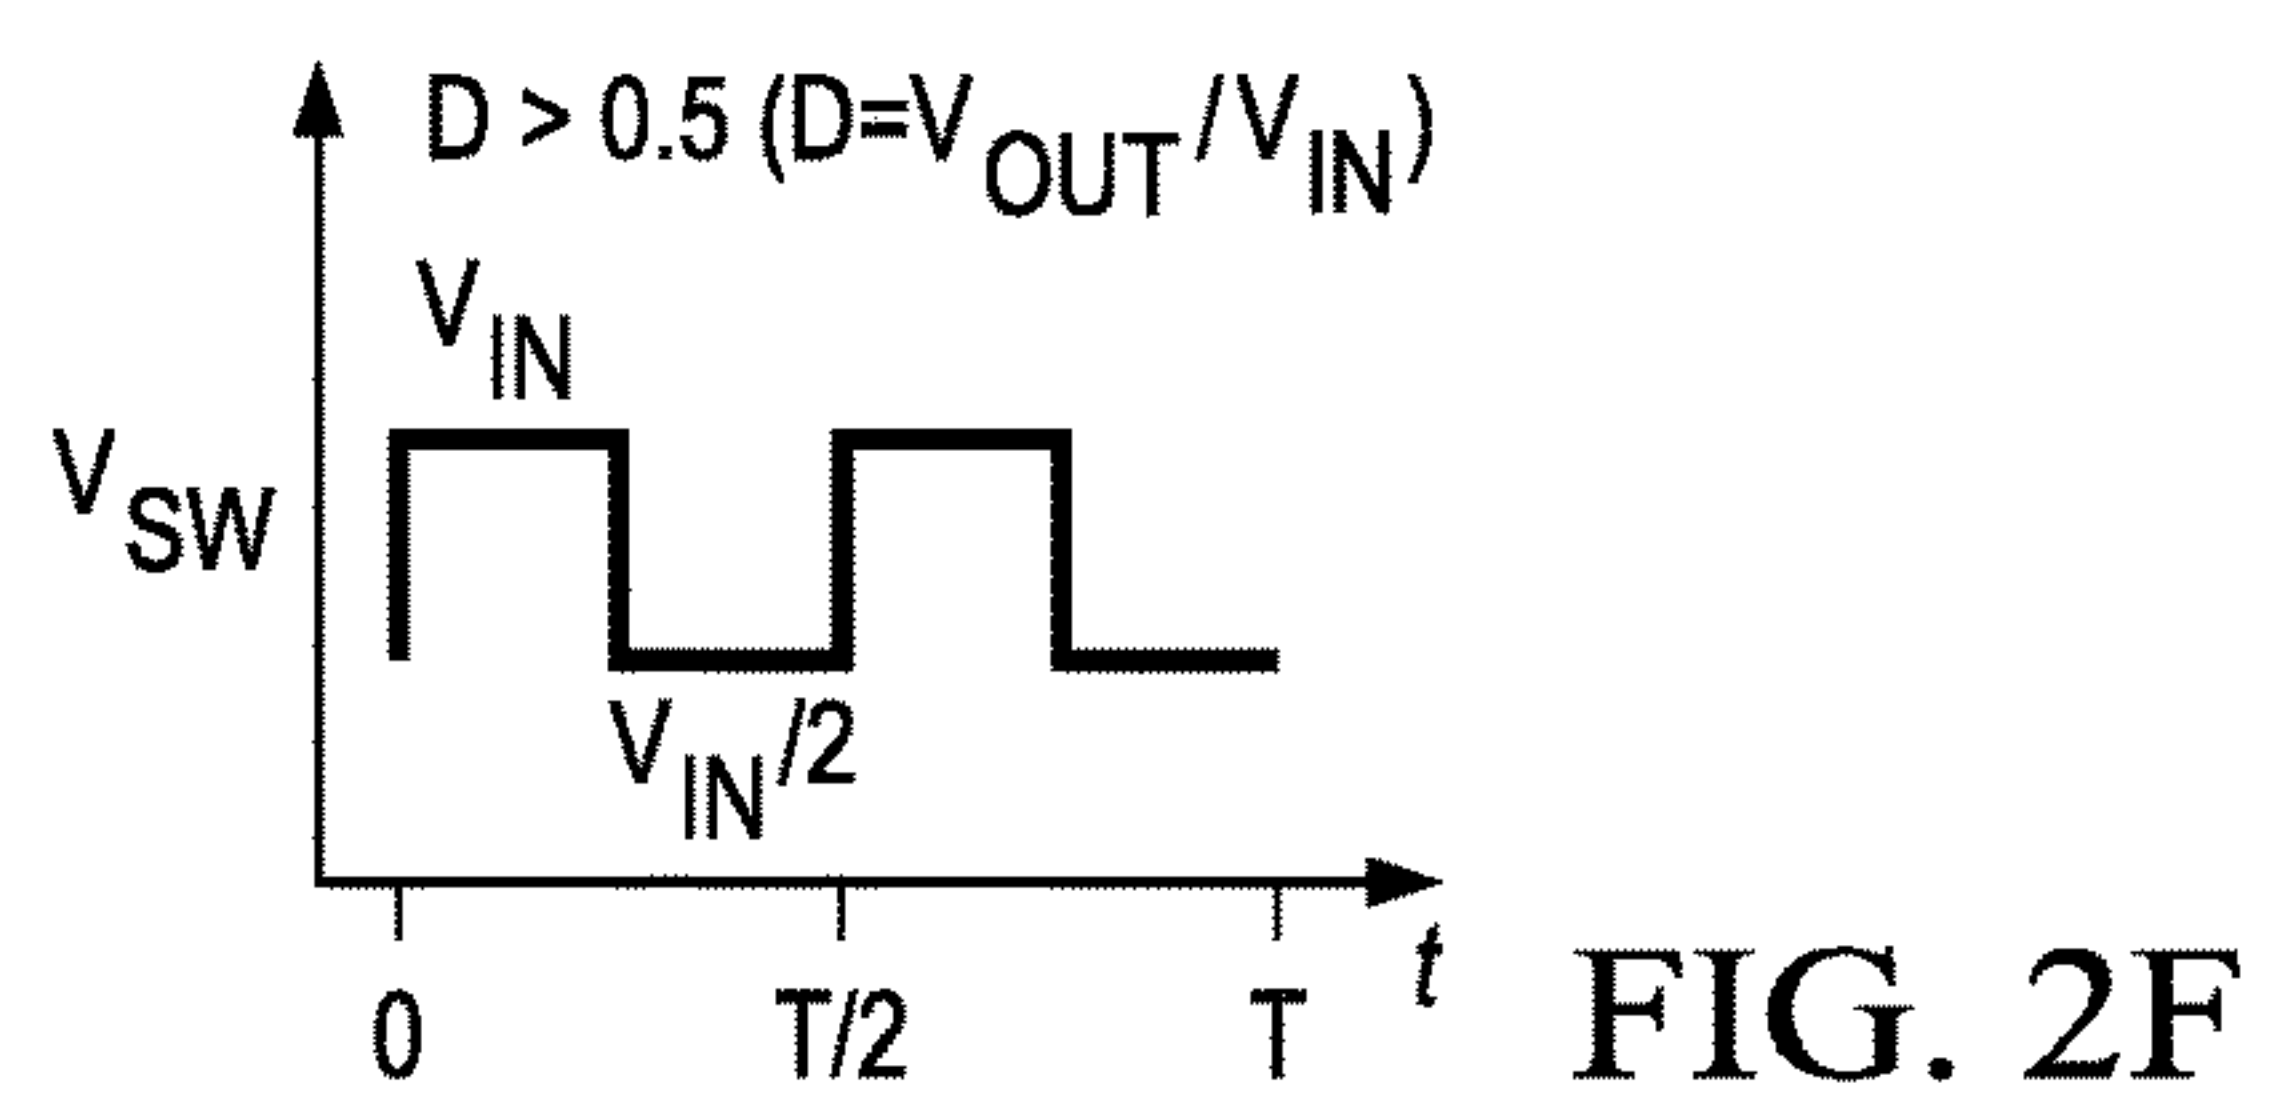 D > 0.5 (D=VOUT/VIN)
VIN
VSW
VIN/2
0 T/2 T
t
FIG. 2F